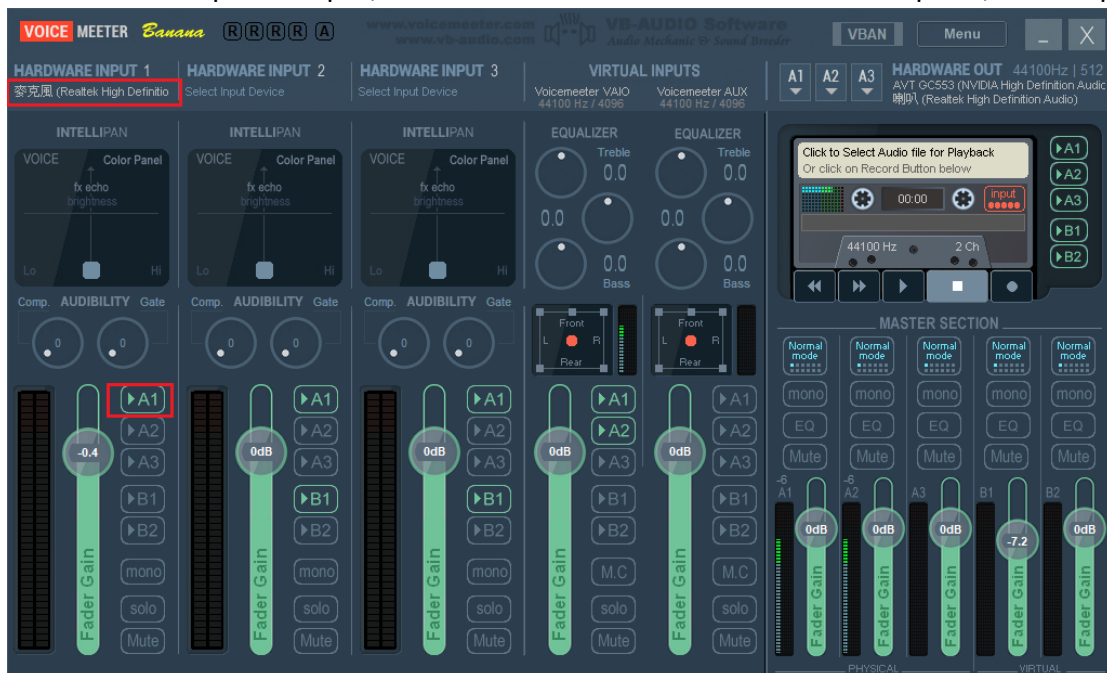 VOICE MEETER Banana R R R R A
www.voicemeeter.com
www.vb-audio.com
VB-AUDIO Software
Audio Mechanic & Sound Breeder
VBAN
Menu
_
X
HARDWARE INPUT 1
麥克風 (Realtek High Definitio
HARDWARE INPUT 2
Select Input Device
HARDWARE INPUT 3
Select Input Device
VIRTUAL INPUTS
Voicemeeter VAIO
44100 Hz / 4096
Voicemeeter AUX
44100 Hz / 4096
A1 A2 A3
HARDWARE OUT 44100Hz | 512
AVT GC553 (NVIDIA High Definition Audic
喇叭 (Realtek High Definition Audio)
INTELLIPAN
VOICE Color Panel
fx echo
brightness
Lo Hi
INTELLIPAN
VOICE Color Panel
fx echo
brightness
Lo Hi
INTELLIPAN
VOICE Color Panel
fx echo
brightness
Lo Hi
EQUALIZER
Treble
0.0
0.0
0.0
Bass
EQUALIZER
Treble
0.0
0.0
0.0
Bass
Click to Select Audio file for Playback
Or click on Record Button below
00:00
input
44100 Hz 2 Ch
A1
A2
A3
B1
B2
Comp. AUDIBILITY Gate
0 0
Comp. AUDIBILITY Gate
0 0
Comp. AUDIBILITY Gate
0 0
Front
L R
Rear
Front
L R
Rear
-0.4
Fader Gain
A1
A2
A3
B1
B2
mono
solo
Mute
0dB
Fader Gain
A1
A2
A3
B1
B2
mono
solo
Mute
0dB
Fader Gain
A1
A2
A3
B1
B2
mono
solo
Mute
0dB
Fader Gain
A1
A2
A3
B1
B2
M.C
solo
Mute
0dB
Fader Gain
A1
A2
A3
B1
B2
M.C
solo
Mute
MASTER SECTION
Normal mode Normal mode Normal mode Normal mode Normal mode
mono mono mono mono mono
EQ EQ EQ EQ EQ
Mute Mute Mute Mute Mute
-6 -6
A1 A2 A3 B1 B2
0dB 0dB 0dB -7.2 0dB
Fader Gain Fader Gain Fader Gain Fader Gain Fader Gain
PHYSICAL VIRTUAL